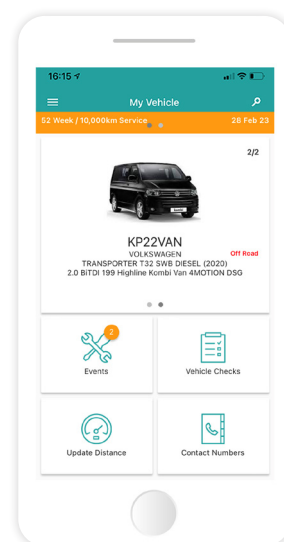 16:15
My Vehicle
52 Week / 10,000km Service
28 Feb 23
2/2
KP22VAN
VOLKSWAGEN
Off Road
TRANSPORTER T32 SWB DIESEL (2020)
2.0 BiTDI 199 Highline Kombi Van 4MOTION DSG
2
Events
Vehicle Checks
Update Distance
Contact Numbers